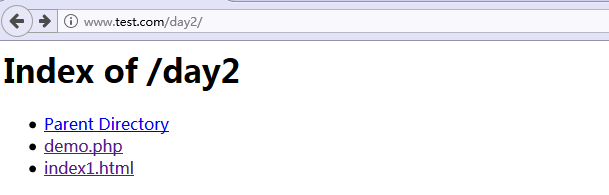 www.test.com/day2/
Index of /day2
Parent Directory
demo.php
index1.html